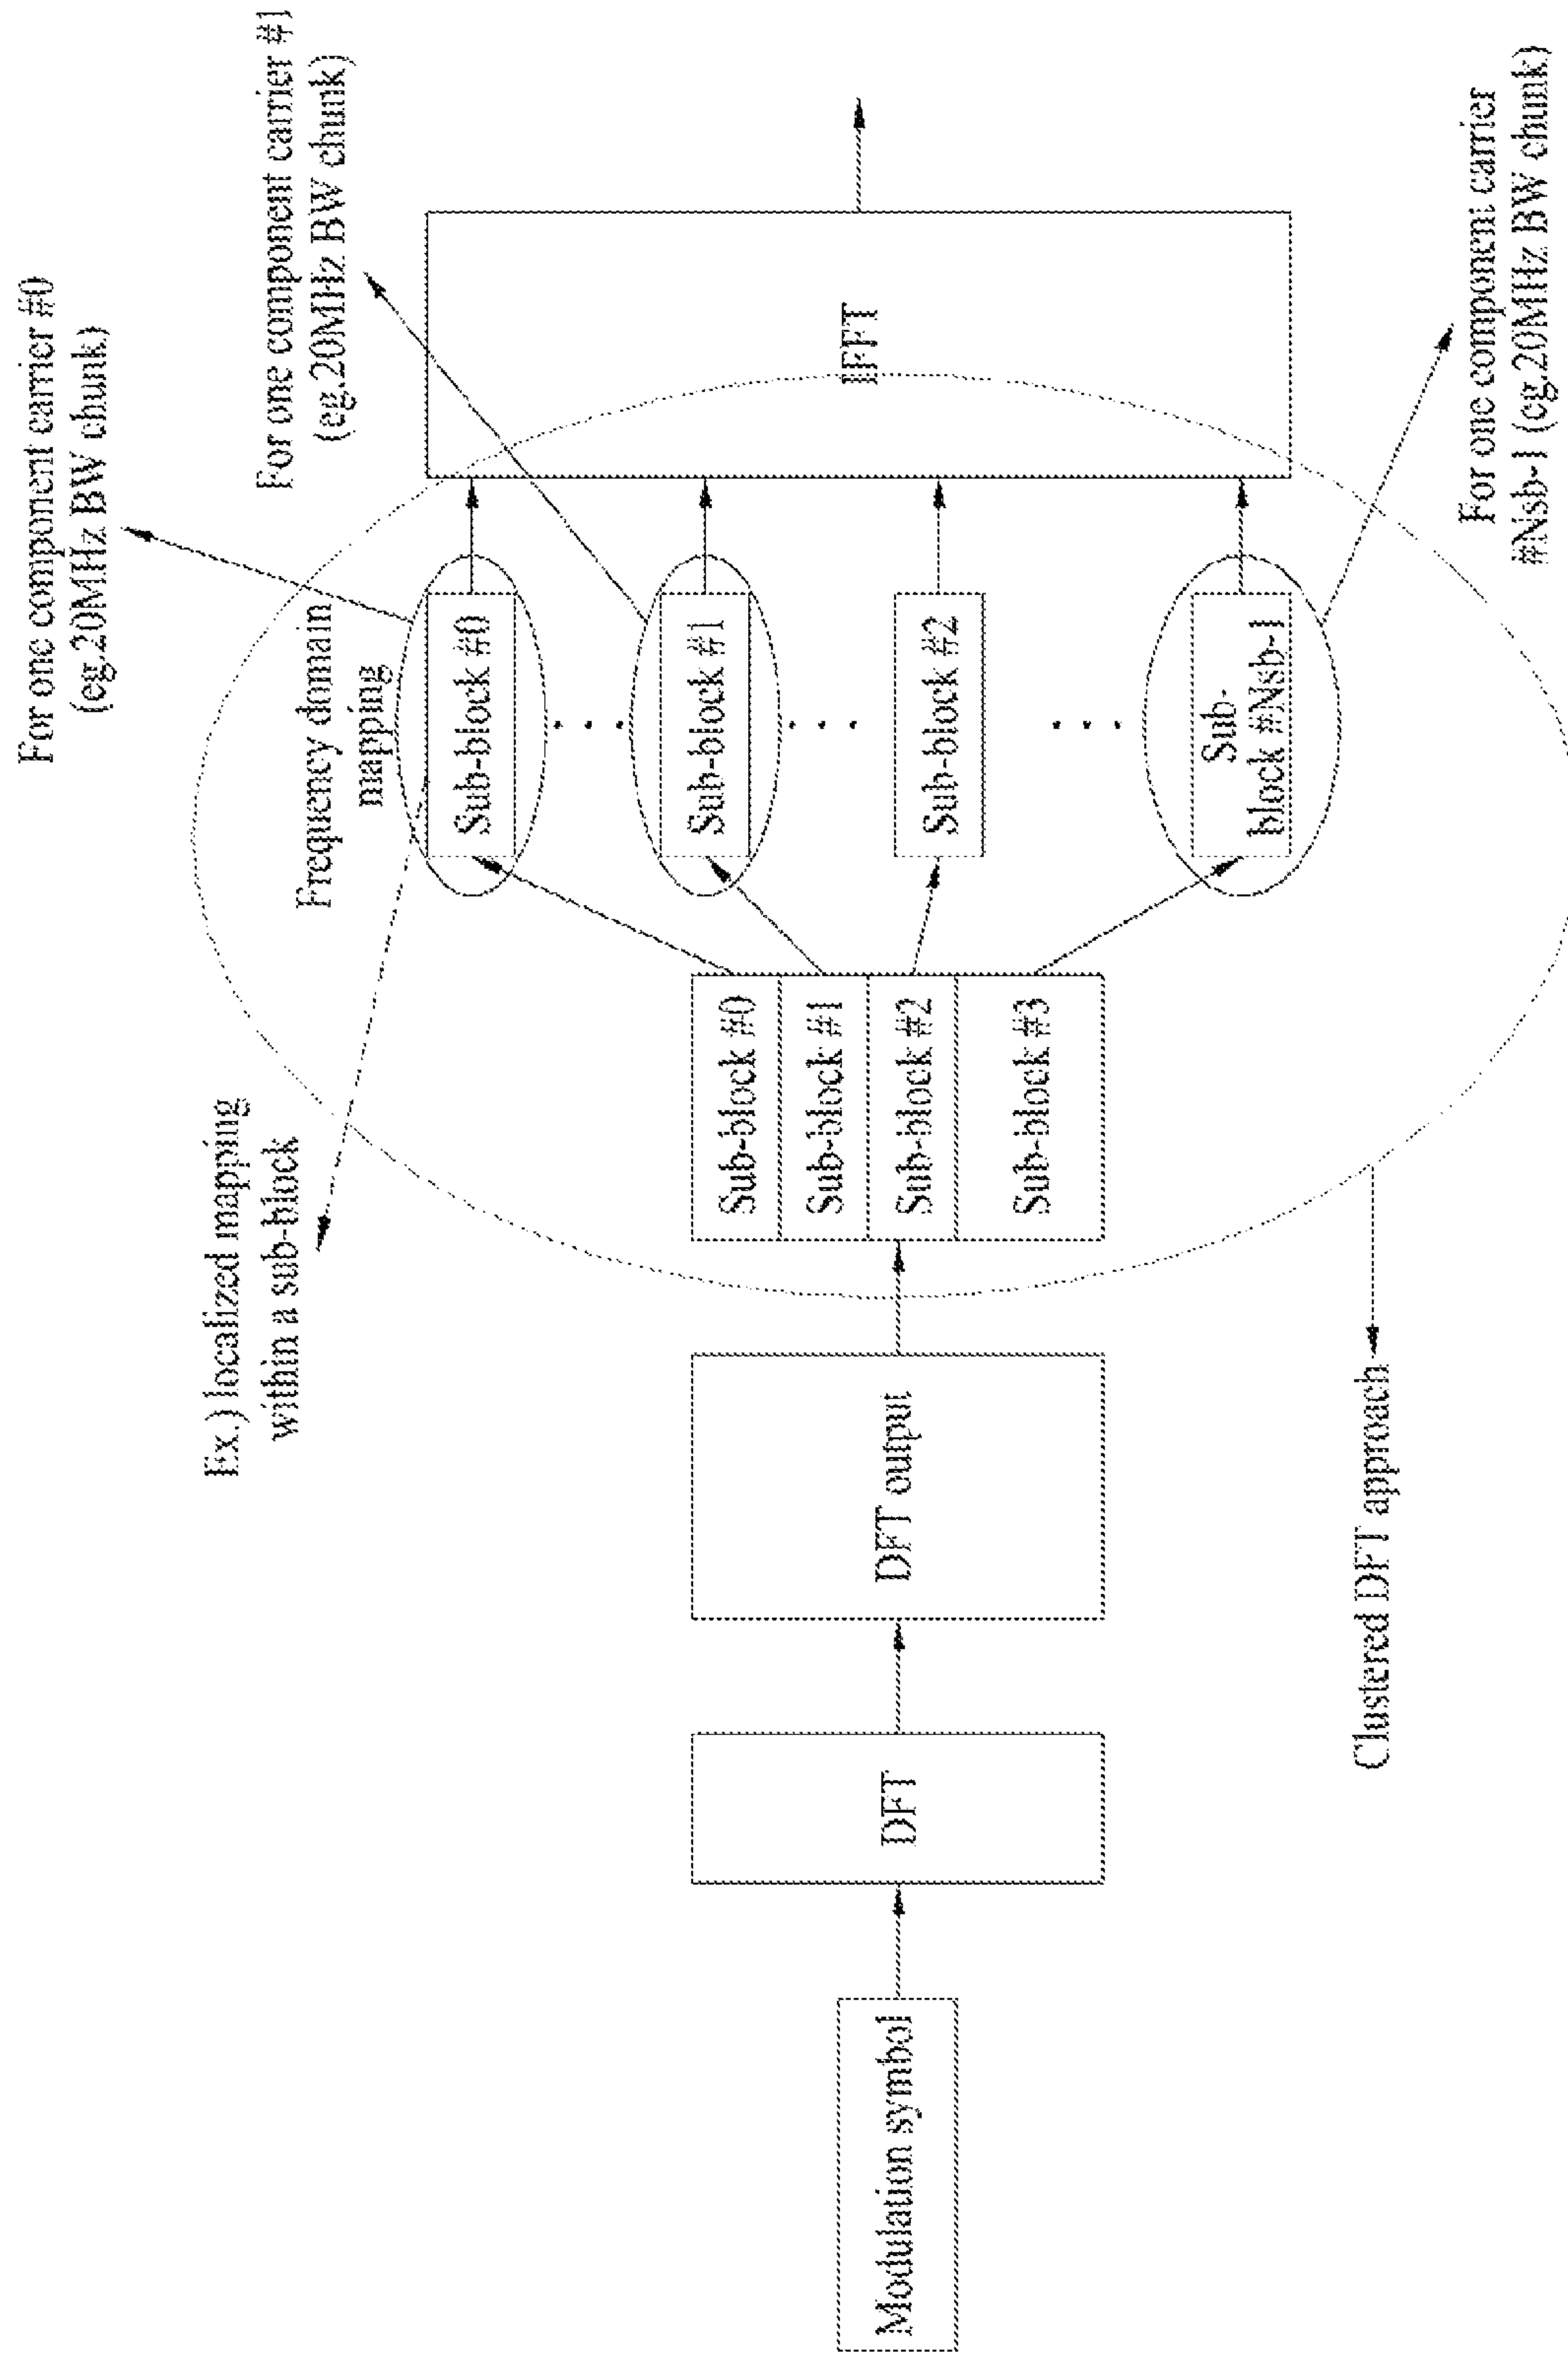 Modulation symbol
DFT
DFT output
Sub-block #0
Sub-block #1
Sub-block #2
Sub-block #3
Ex.) localized mapping
within a sub-block
Frequency domain
mapping
Sub-block #0
Sub-block #1
Sub-block #2
Sub-
block #Nsb-1
IFFT
For one component carrier #0
(eg.20MHz BW chunk)
For one component carrier #1
(eg.20MHz BW chunk)
For one component carrier
#Nsb-1 (eg.20MHz BW chunk)
Clustered DFT approach